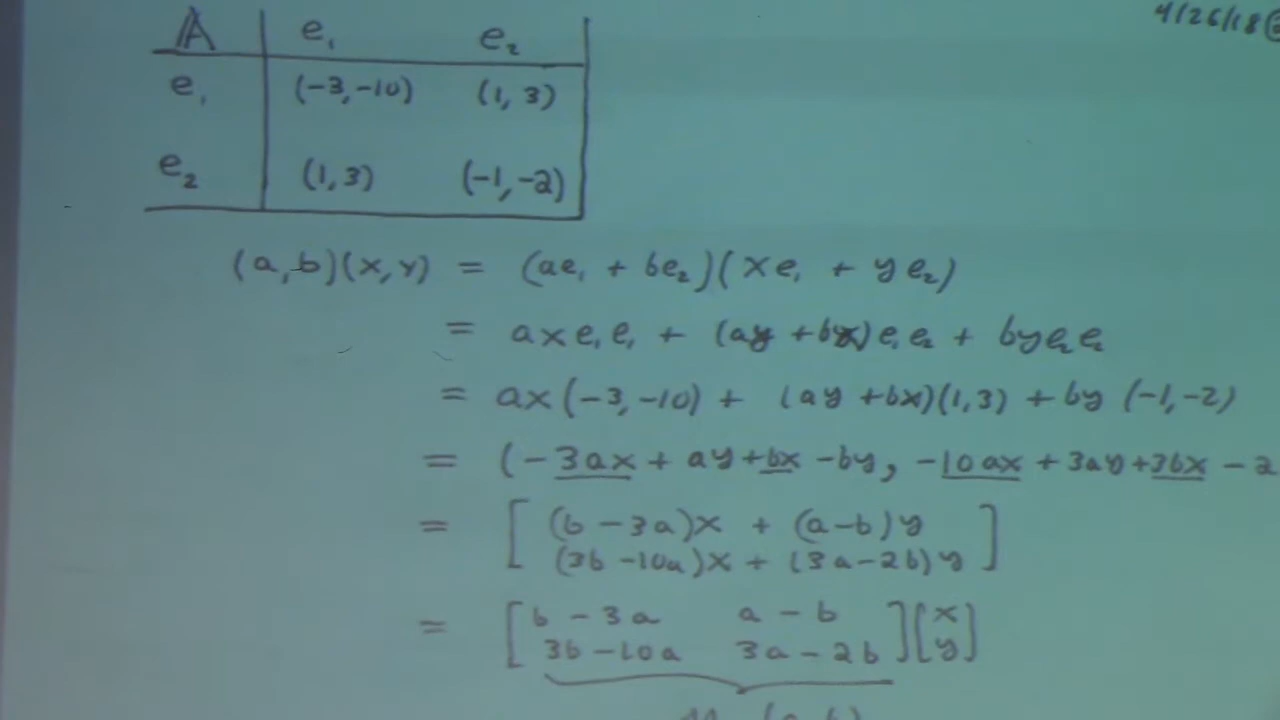 4/26/18
𝔸 e₁ e₂
e₁ (-3,-10) (1, 3)
e₂ (1,3) (-1,-2)
(a,b)(x,y) = (ae₁ + be₂)(xe₁ + ye₂)
= axe₁e₁ + (ay + bx)e₁e₂ + bye₂e₂
= ax(-3,-10) + (ay + bx)(1,3) + by (-1,-2)
= (-3ax + ay + bx - by, -10ax + 3ay + 3bx - 2
= [ (b - 3a)x + (a-b)y
(3b - 10a)x + (3a - 2b)y ]
= [ b - 3a a - b ] [ x
3b - 10a 3a - 2b y ]
(a,b)